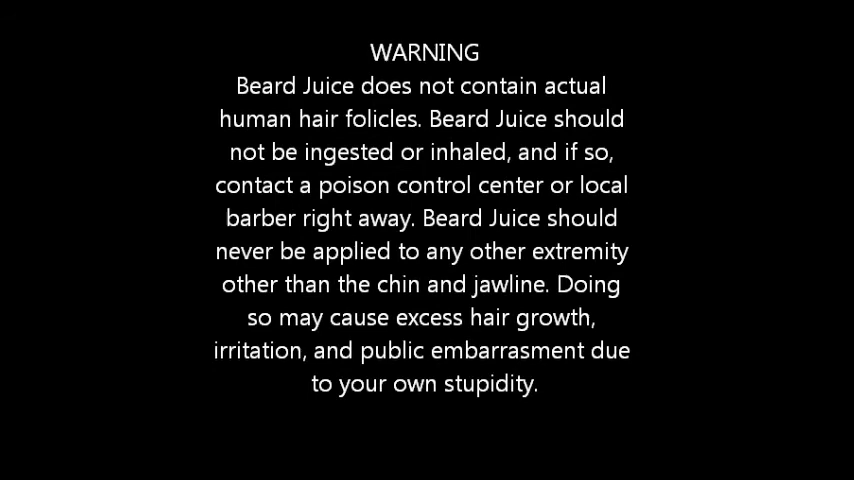 WARNING
Beard Juice does not contain actual
human hair folicles. Beard Juice should
not be ingested or inhaled, and if so,
contact a poison control center or local
barber right away. Beard Juice should
never be applied to any other extremity
other than the chin and jawline. Doing
so may cause excess hair growth,
irritation, and public embarrasment due
to your own stupidity.